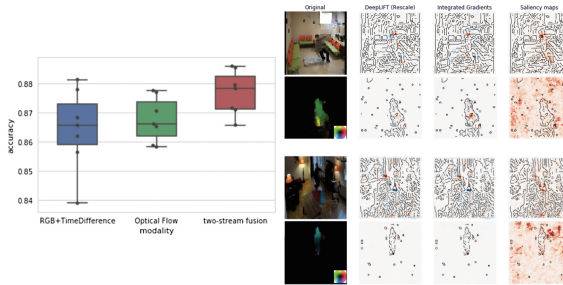 Original DeepLIFT (Rescale) Integrated Gradients Saliency maps
0.88
0.87
0.86
0.85
0.84
accuracy
RGB+TimeDifference Optical Flow two-stream fusion
modality